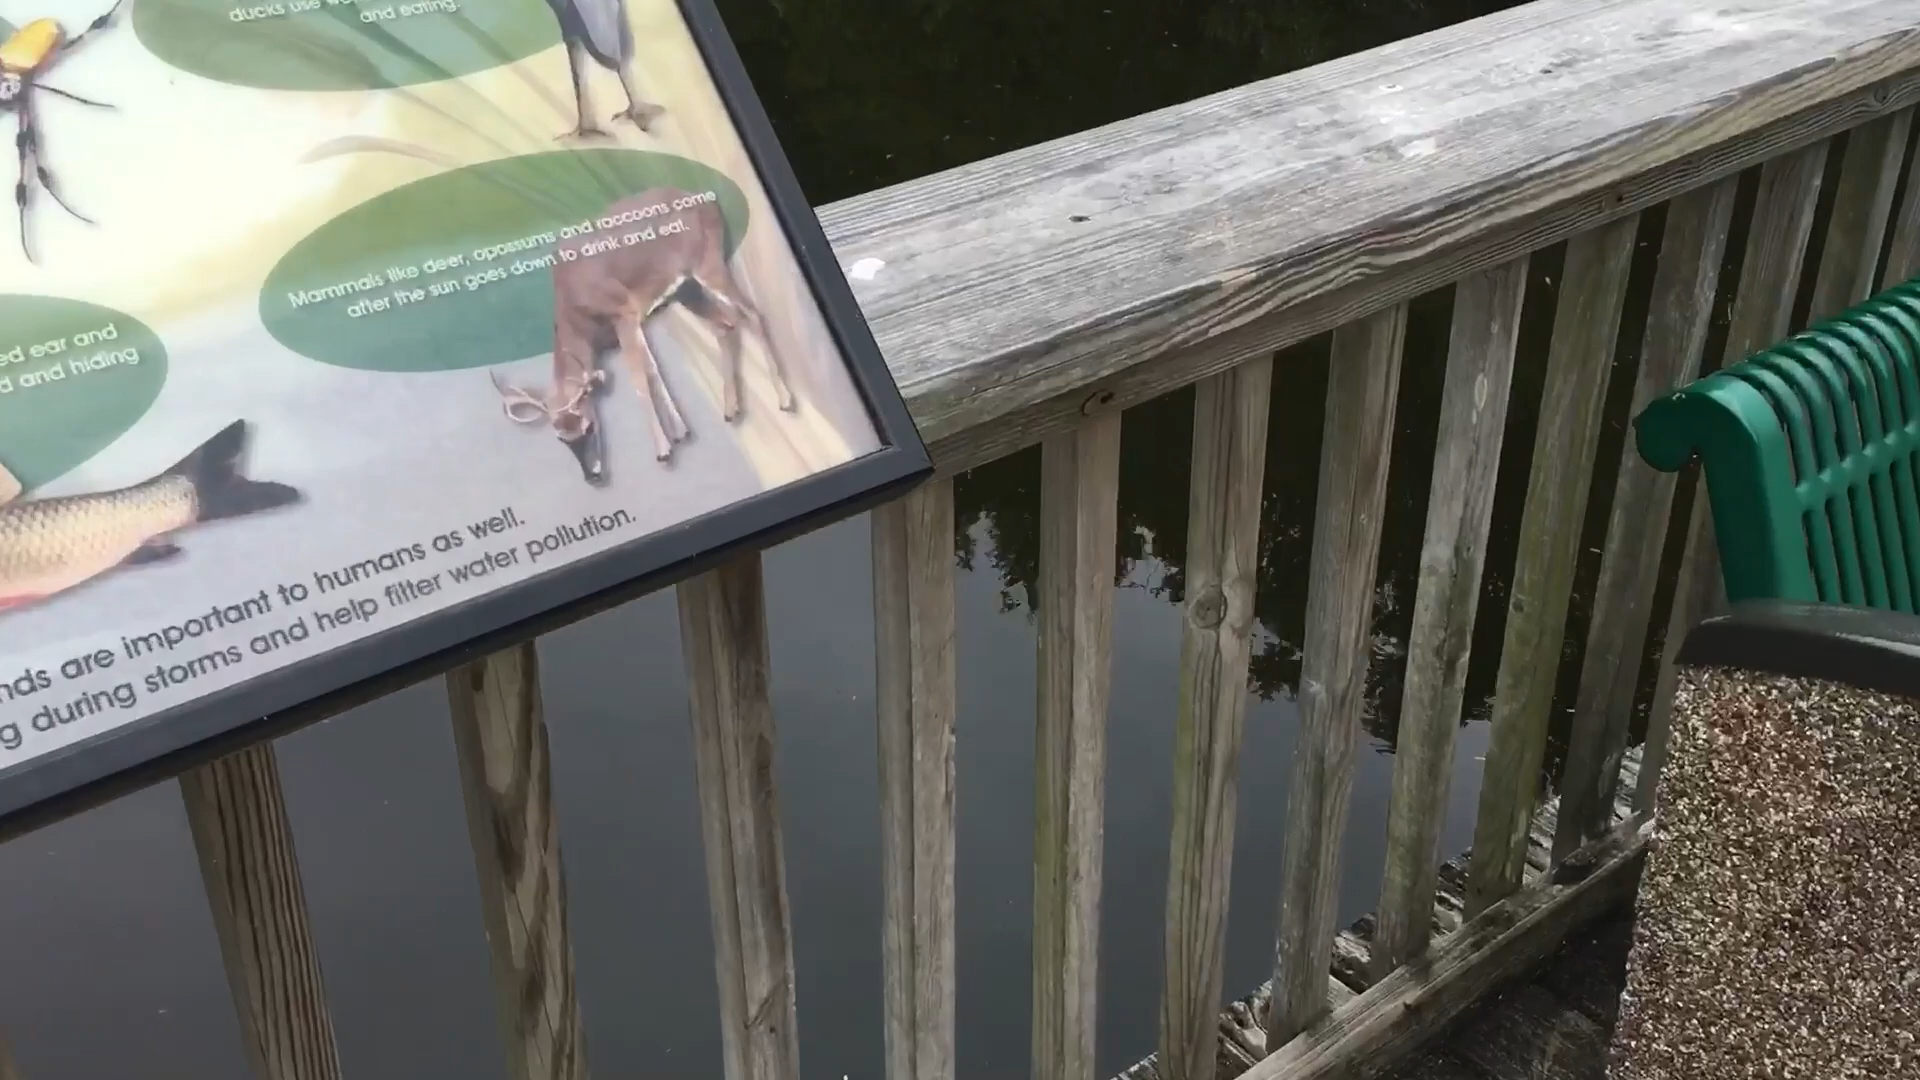 ducks use
and eating.
Mammals like deer, opossums and raccoons come
after the sun goes down to drink and eat.
ed ear and
d and hiding
nds are important to humans as well.
g during storms and help filter water pollution.